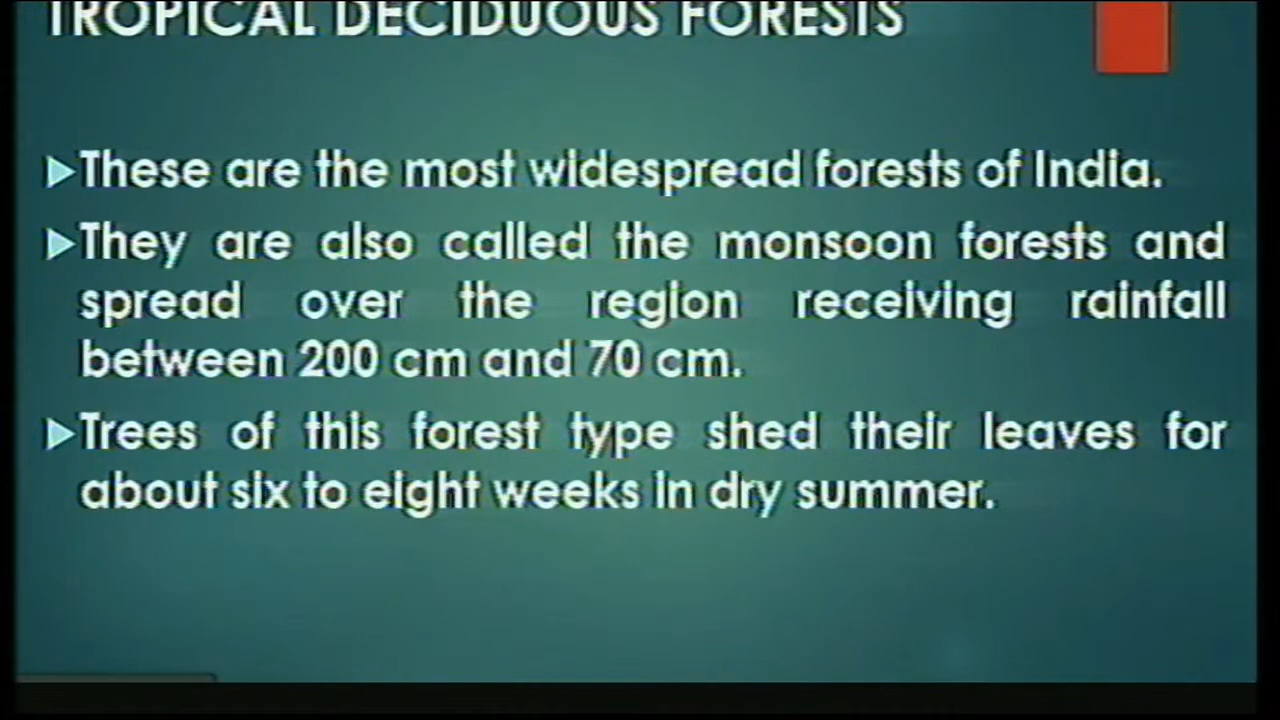 TROPICAL DECIDUOUS FORESTS
These are the most widespread forests of India.
They are also called the monsoon forests and
spread over the region receiving rainfall
between 200 cm and 70 cm.
Trees of this forest type shed their leaves for
about six to eight weeks in dry summer.